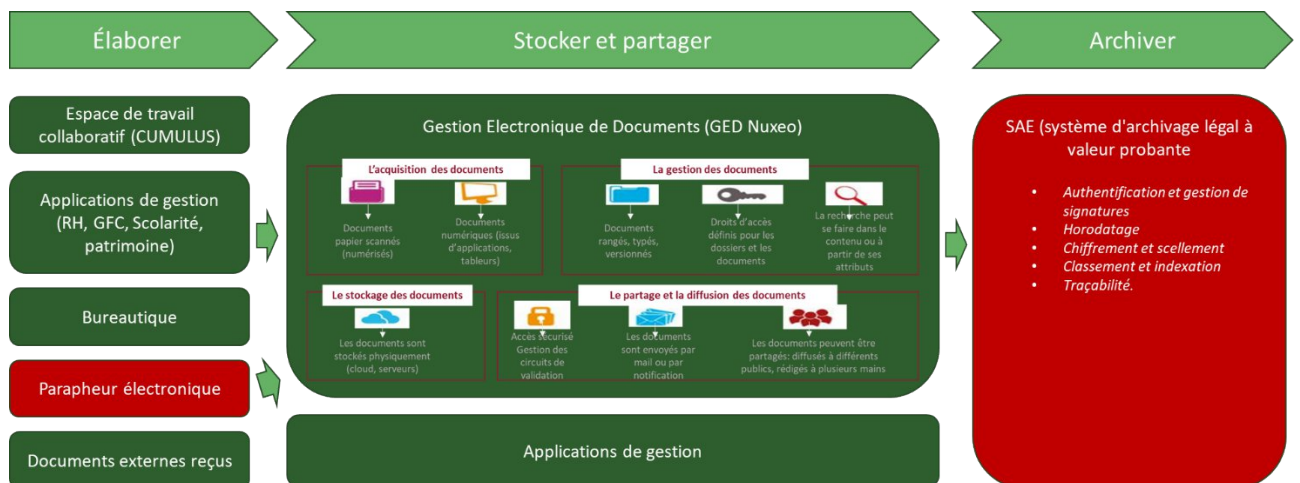 Élaborer
Stocker et partager
Archiver
Espace de travail
collaboratif (CUMULUS)
Applications de gestion
(RH, GFC, Scolarité,
patrimoine)
Bureautique
Parapheur électronique
Documents externes reçus
Gestion Electronique de Documents (GED Nuxeo)
L'acquisition des documents
Documents
papier scannés
(numérisés)
Documents
numériques (issus
d'applications,
tableurs)
La gestion des documents
Documents
rangés, typés,
versionnés
Droits d'accès
définis pour les
dossiers et les
documents
La recherche peut
se faire dans le
contenu ou à
partir de ses
attributs
Le stockage des documents
Les documents sont
stockés physiquement
(cloud, serveurs)
Le partage et la diffusion des documents
Accès sécurisé
Gestion des
circuits de
validation
Les documents
sont envoyés par
mail ou par
notification
Les documents peuvent être
partagés: diffusés à différents
publics, rédigés à plusieurs mains
Applications de gestion
SAE (système d'archivage légal à
valeur probante
• Authentification et gestion de
signatures
• Horodatage
• Chiffrement et scellement
• Classement et indexation
• Traçabilité.